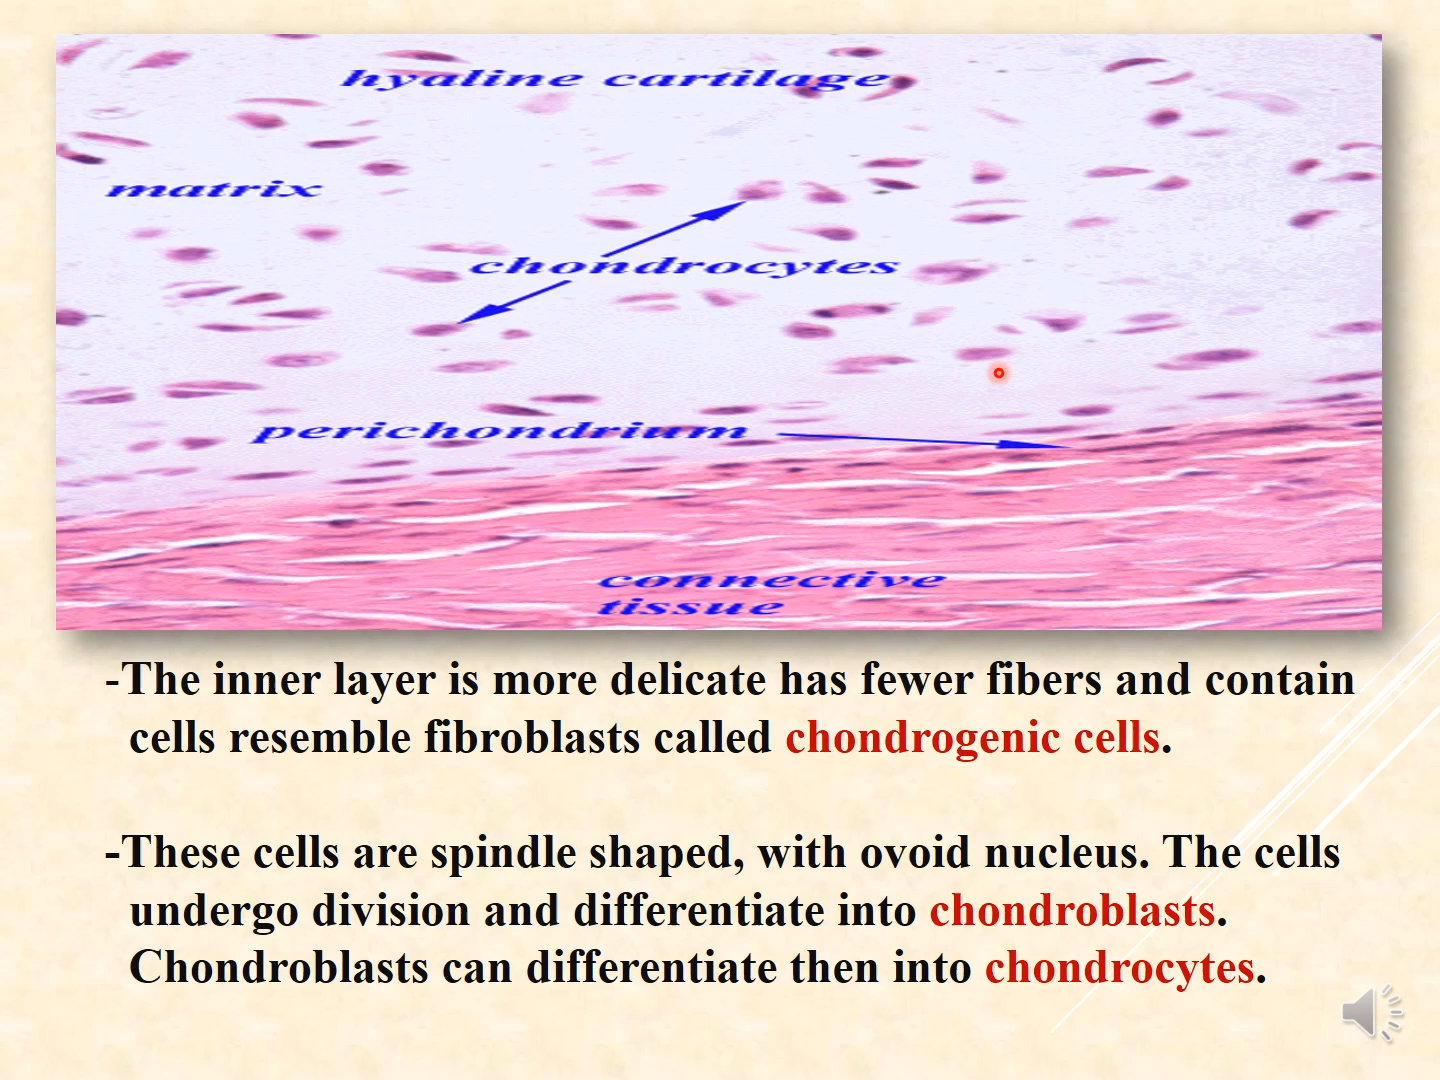 hyaline cartilage
matrix
chondrocytes
perichondrium
connective
tissue
-The inner layer is more delicate has fewer fibers and contain
cells resemble fibroblasts called chondrogenic cells.
-These cells are spindle shaped, with ovoid nucleus. The cells
undergo division and differentiate into chondroblasts.
Chondroblasts can differentiate then into chondrocytes.